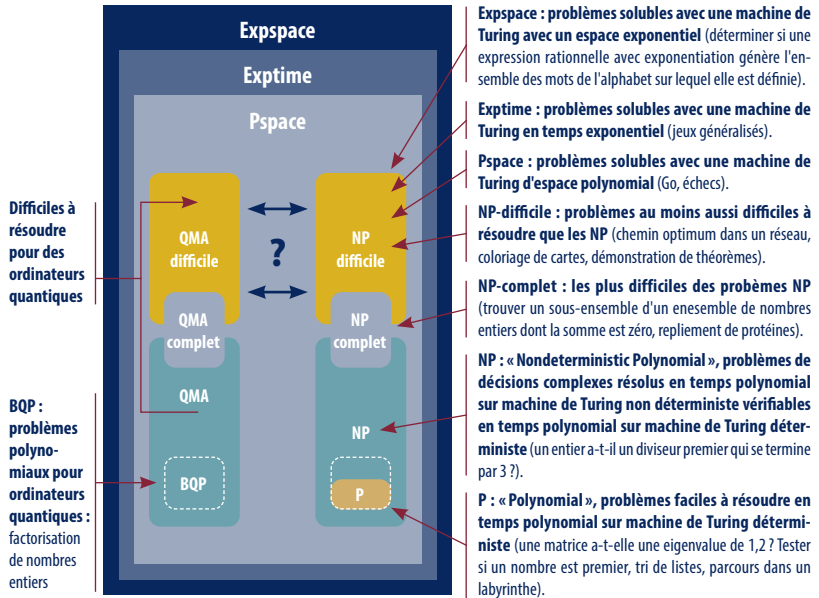 Expspace
Exptime
Pspace
QMA
difficile
NP
difficile
?
QMA
complet
NP
complet
QMA
NP
BQP
P
Difficiles à
résoudre
pour des
ordinateurs
quantiques
BQP :
problèmes
polyno-
miaux pour
ordinateurs
quantiques :
factorisation
de nombres
entiers
Expspace : problèmes solubles avec une machine de
Turing avec un espace exponentiel (déterminer si une
expression rationnelle avec exponentiation génère l'en-
semble des mots de l'alphabet sur lequel elle est définie).
Exptime : problèmes solubles avec une machine de
Turing en temps exponentiel (jeux généralisés).
Pspace : problèmes solubles avec une machine de
Turing d'espace polynomial (Go, échecs).
NP-difficile : problèmes au moins aussi difficiles à
résoudre que les NP (chemin optimum dans un réseau,
coloriage de cartes, démonstration de théorèmes).
NP-complet : les plus difficiles des probèmes NP
(trouver un sous-ensemble d'un enesemble de nombres
entiers dont la somme est zéro, repliement de protéines).
NP : « Nondeterministic Polynomial », problèmes de
décisions complexes résolus en temps polynomial
sur machine de Turing non déterministe vérifiables
en temps polynomial sur machine de Turing déter-
ministe (un entier a-t-il un diviseur premier qui se termine
par 3 ?).
P : « Polynomial », problèmes faciles à résoudre en
temps polynomial sur machine de Turing détermi-
niste (une matrice a-t-elle une eigenvalue de 1,2 ? Tester
si un nombre est premier, tri de listes, parcours dans un
labyrinthe).